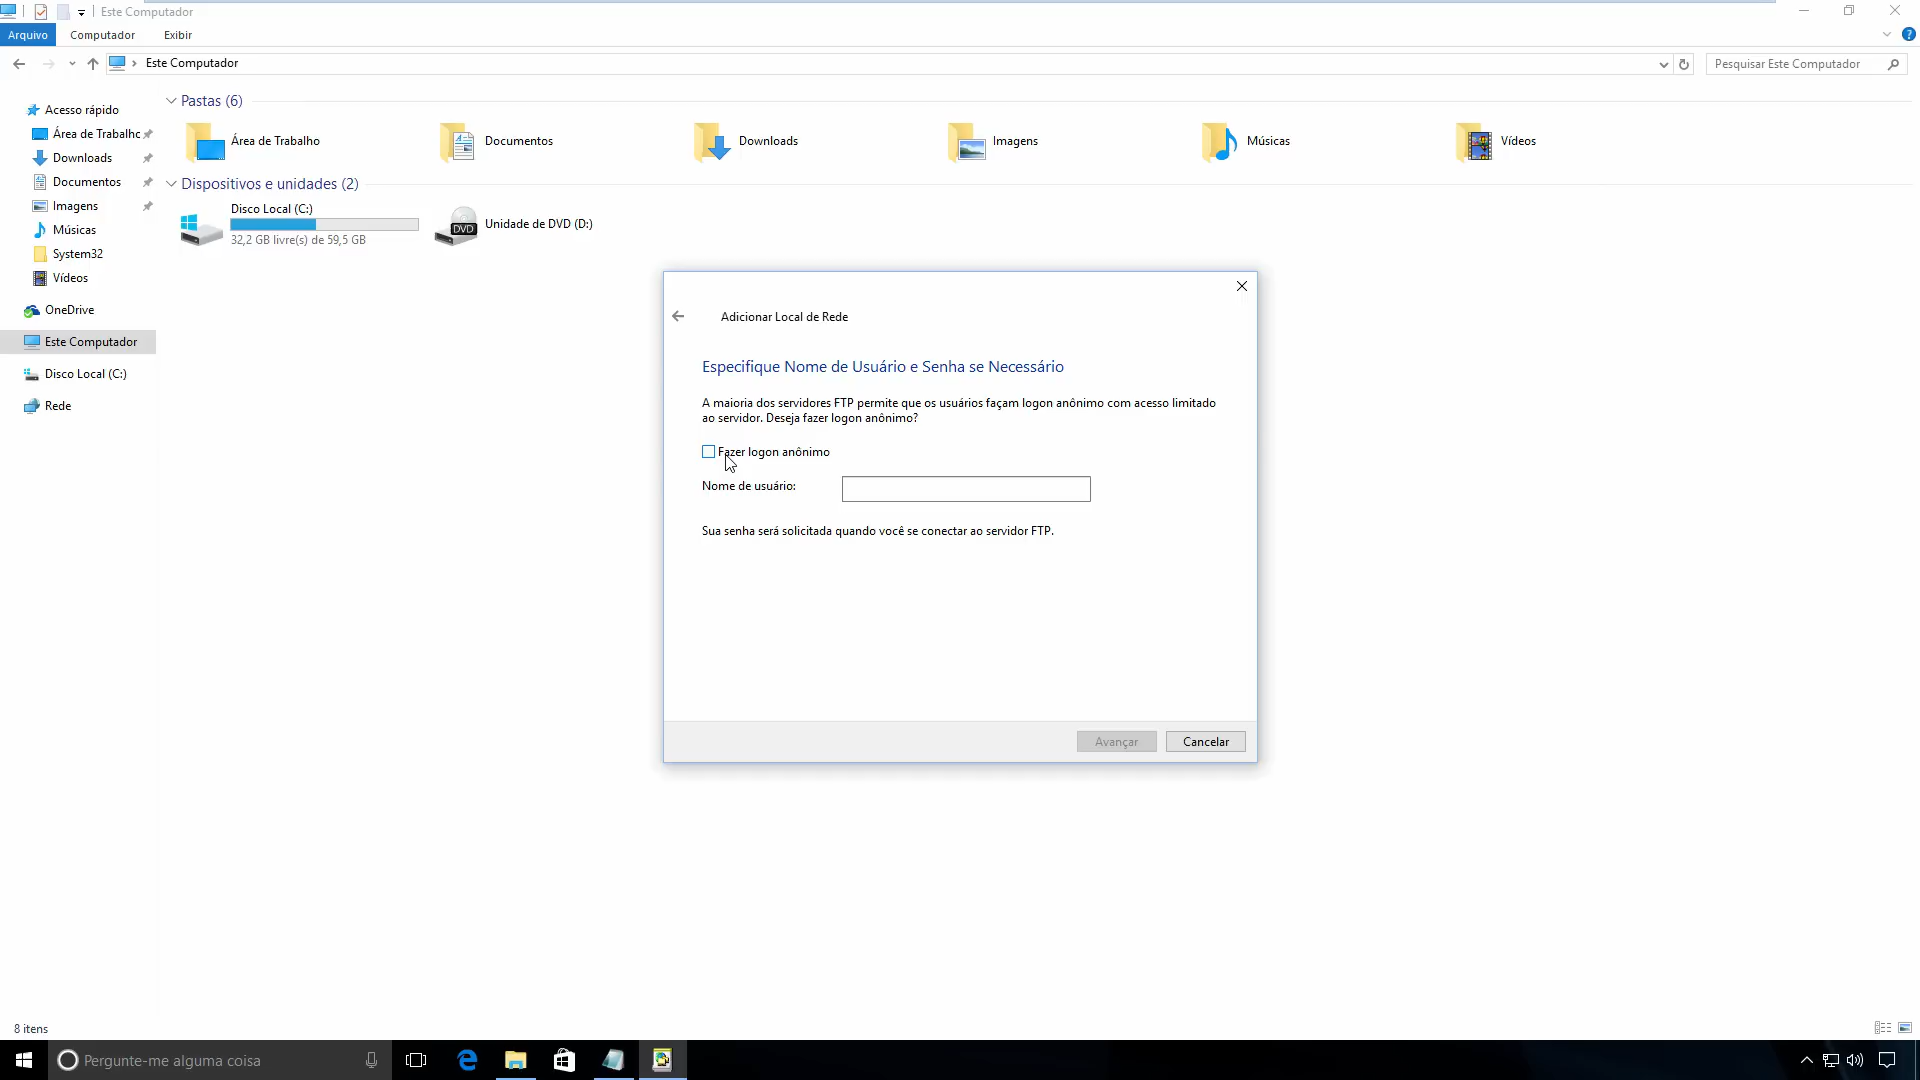 Este Computador
Arquivo
Computador
Exibir
Este Computador
Pesquisar Este Computador
Acesso rápido
Área de Trabalhc
Downloads
Documentos
Imagens
Músicas
System32
Vídeos
OneDrive
Este Computador
Disco Local (C:)
Rede
Pastas (6)
Área de Trabalho
Documentos
Downloads
Imagens
Músicas
Vídeos
Dispositivos e unidades (2)
Disco Local (C:)
32,2 GB livre(s) de 59,5 GB
DVD
Unidade de DVD (D:)
Adicionar Local de Rede
Especifique Nome de Usuário e Senha se Necessário
A maioria dos servidores FTP permite que os usuários façam logon anônimo com acesso limitado
ao servidor. Deseja fazer logon anônimo?
Fazer logon anônimo
Nome de usuário:
Sua senha será solicitada quando você se conectar ao servidor FTP.
Avançar
Cancelar
8 itens
Pergunte-me alguma coisa